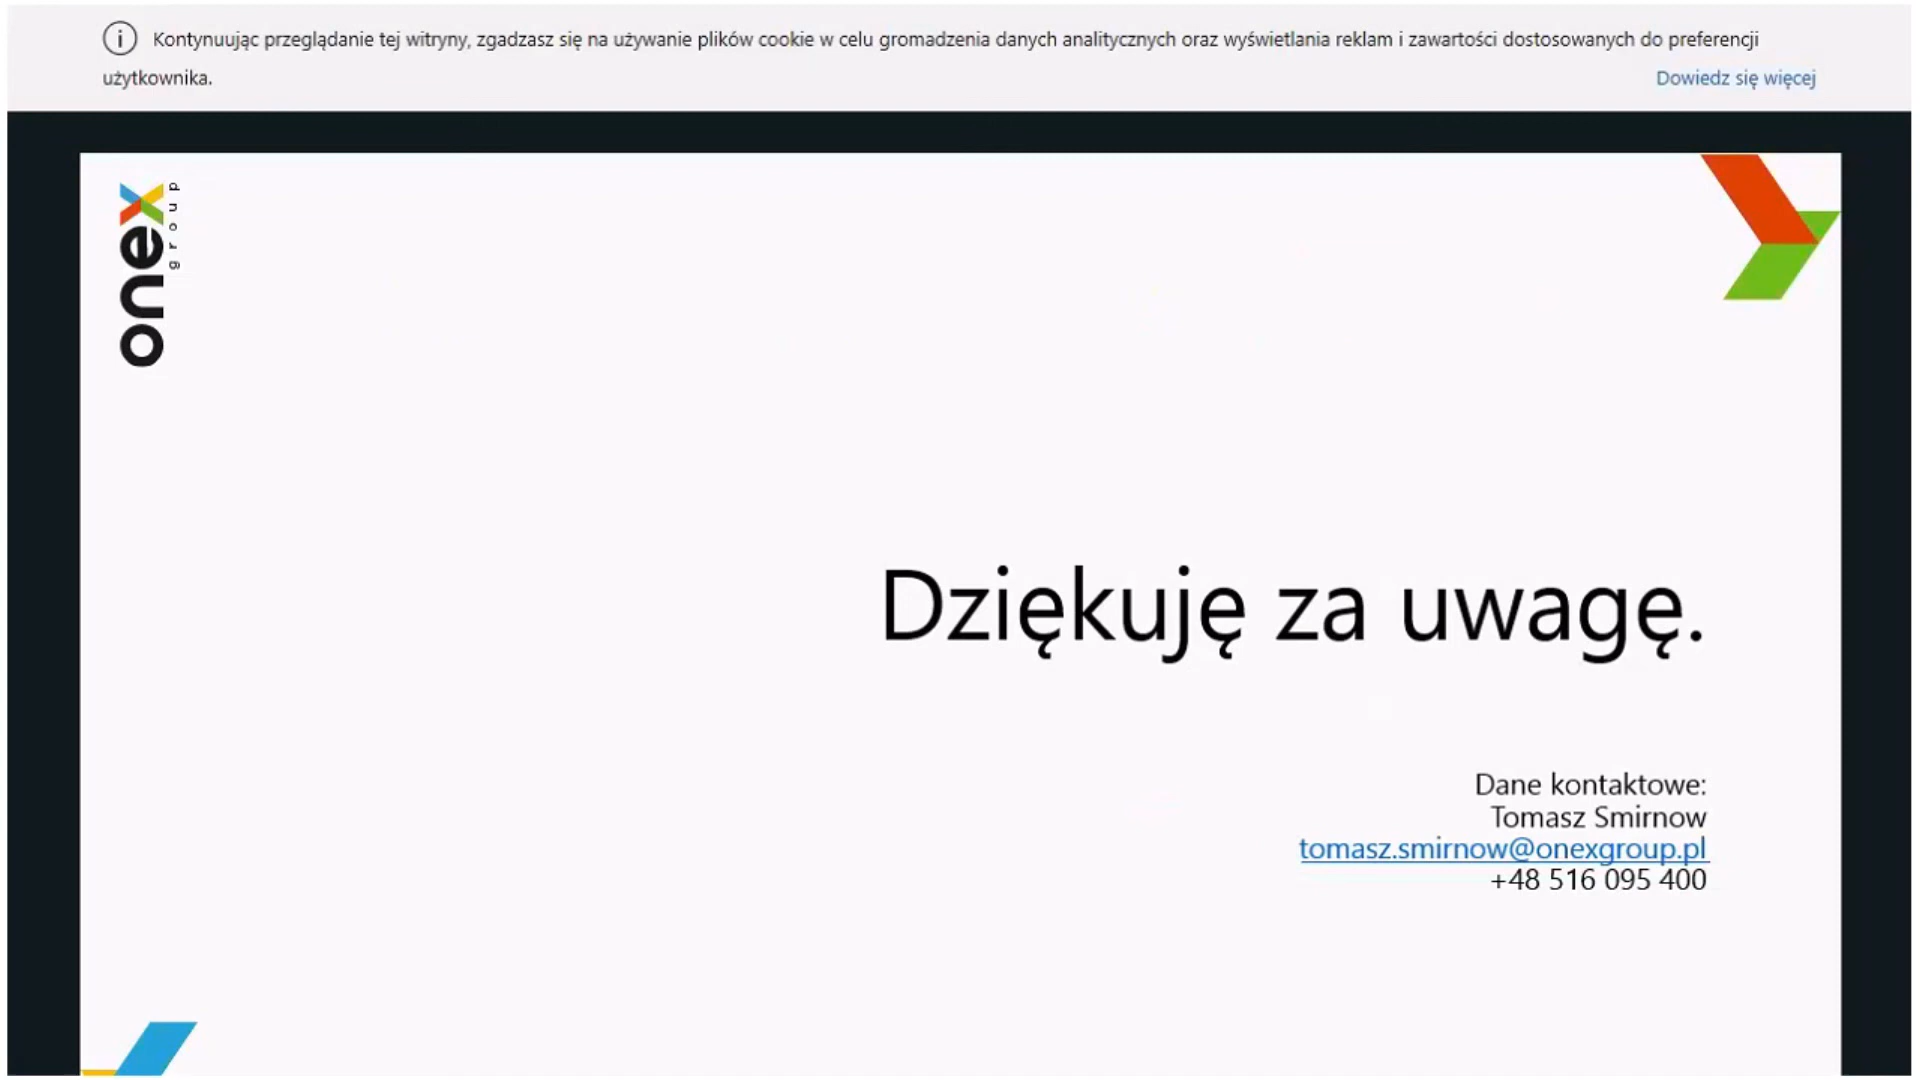 Kontynuując przeglądanie tej witryny, zgadzasz się na używanie plików cookie w celu gromadzenia danych analitycznych oraz wyświetlania reklam i zawartości dostosowanych do preferencji
użytkownika.
Dowiedz się więcej
onex
group
Dziękuję za uwagę.
Dane kontaktowe:
Tomasz Smirnow
tomasz.smirnow@onexgroup.pl
+48 516 095 400